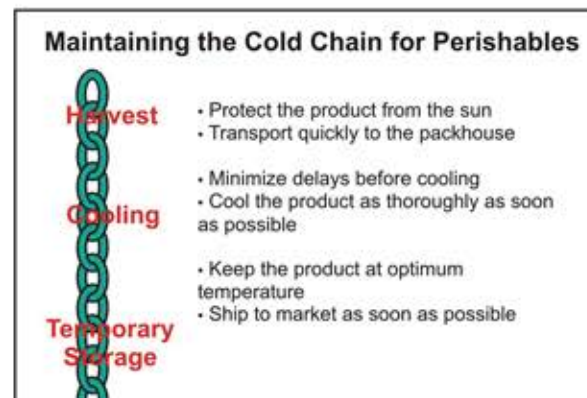 Maintaining the Cold Chain for Perishables
Harvest
• Protect the product from the sun
• Transport quickly to the packhouse
Cooling
• Minimize delays before cooling
• Cool the product as thoroughly as soon
as possible
Temporary
Storage
• Keep the product at optimum
temperature
• Ship to market as soon as possible